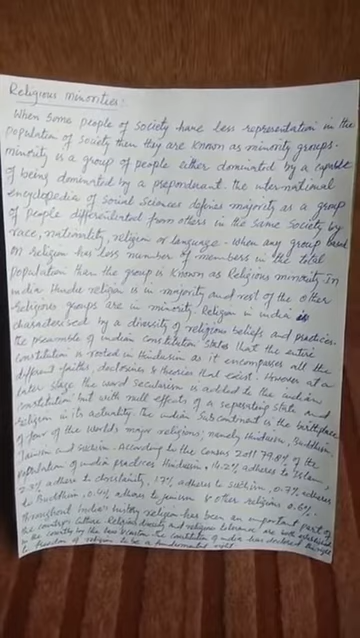 Religious minorities:
When some people of society have less representation in the
population of society then they are known as minority groups.
minority is a group of people either dominated by a capable
of being dominated by a preponderant. the international
encyclopedia of social sciences defines majority as a group
of people differentiated from others in the same society by
race, nationality, religion or language. When any group based
on religion has less number of members in the total
population than the group is known as Religious minority In
india Hindu religion is in majority and rest of the other
religious groups are in minority. Religion in india is
characterised by a diversity of religious beliefs and practices
the preamble of indian constitution states that the entire
constitution is rooted in Hinduism as it encompasses all the
different faiths, doctrines & theories that exist. However at a
later stage the word secularism is added to the indian
constitution but with null effects of a separating state and
religion in its actuality. the indian subcontinent is the birthplace
of four of the world's major religions; namely Hinduism, Buddhism,
Jainism and sikhism. According to the census 2011 79.8% of the
population of india practices Hinduism, 14.2% adheres to Islam,
2.3% adhere to christianity, 1.7% adheres to sikhism, 0.7% adheres
to Buddhism, 0.4% adhere to jainism & other religions 0.6%.
throughout India's history religion has been an important part of
the country's culture. Religious diversity and religious tolerance are both established
in the country by the law & custom. the constitution of india has declared the right
to freedom of religion to be a fundamental right